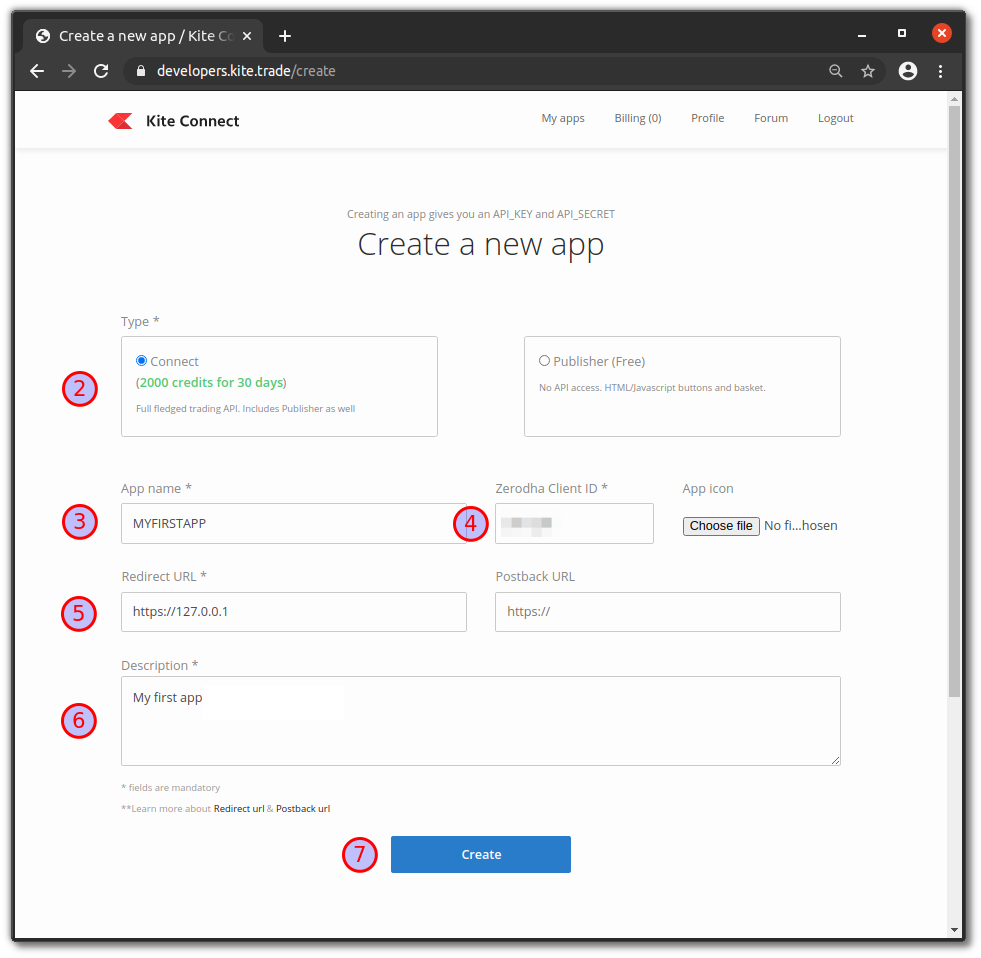 Create a new app / Kite Co
developers.kite.trade/create
Kite Connect
My apps
Billing (0)
Profile
Forum
Logout
Creating an app gives you an API_KEY and API_SECRET
Create a new app
Type *
2
Connect
(2000 credits for 30 days)
Full fledged trading API. Includes Publisher as well
Publisher (Free)
No API access. HTML/Javascript buttons and basket.
App name *
Zerodha Client ID *
App icon
3
MYFIRSTAPP
4
Choose file No fi...hosen
Redirect URL *
Postback URL
5
https://127.0.0.1
https://
Description *
6
My first app
* fields are mandatory
**Learn more about Redirect url & Postback url
7
Create